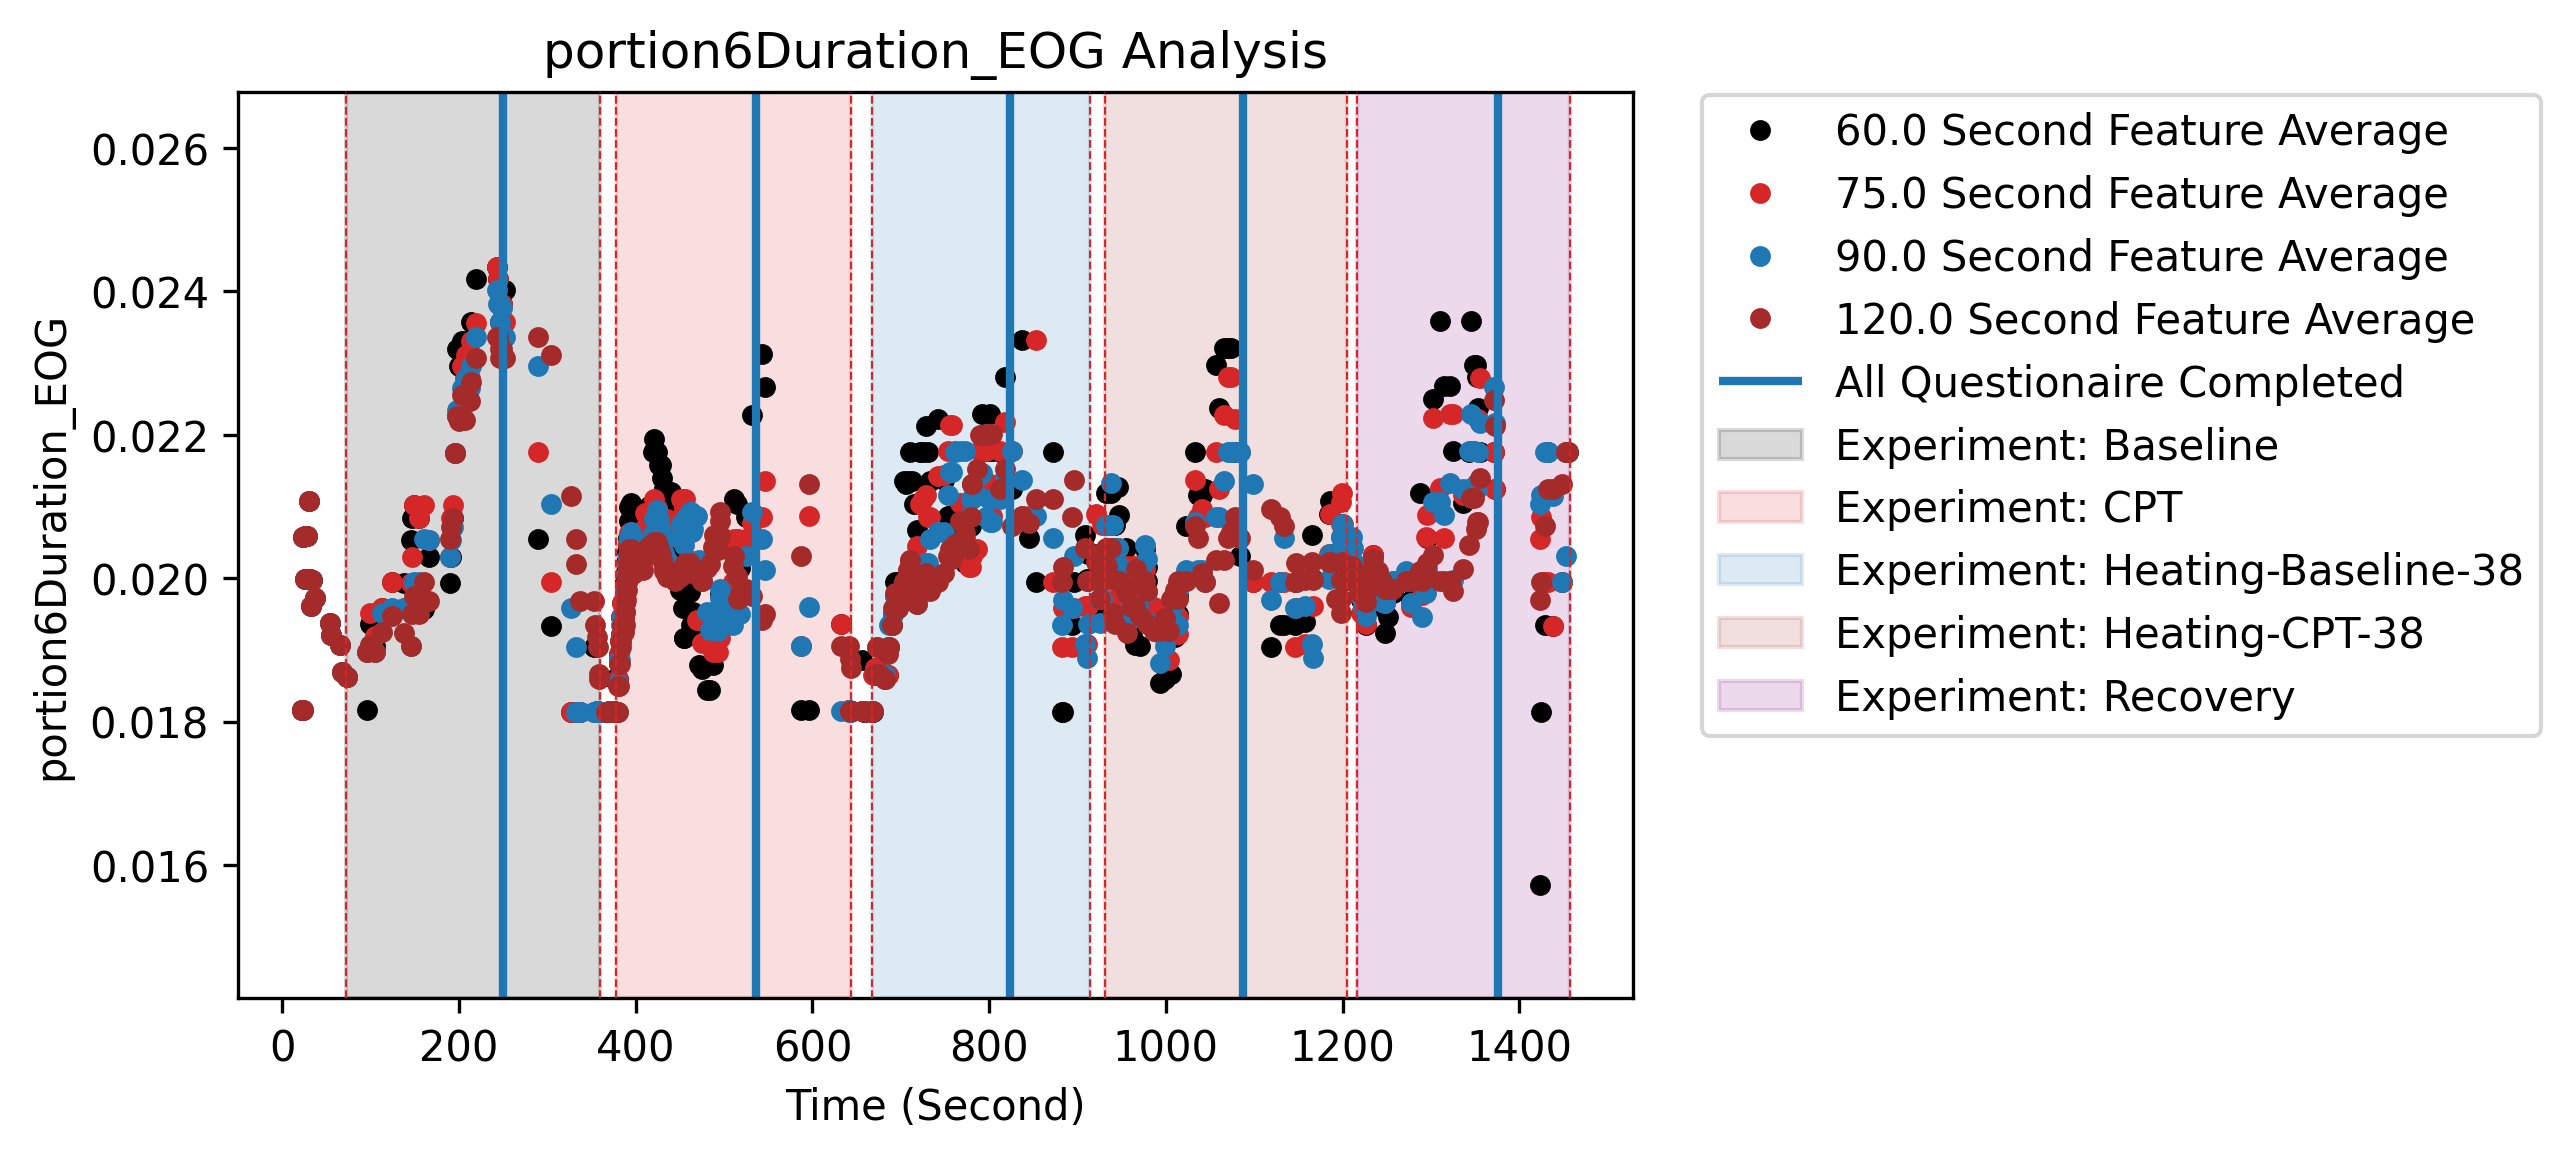 portion6Duration_EOG Analysis
0.026
0.024
0.022
0.020
0.018
0.016
portion6Duration_EOG
0 200 400 600 800 1000 1200 1400
Time (Second)
60.0 Second Feature Average
75.0 Second Feature Average
90.0 Second Feature Average
120.0 Second Feature Average
All Questionaire Completed
Experiment: Baseline
Experiment: CPT
Experiment: Heating-Baseline-38
Experiment: Heating-CPT-38
Experiment: Recovery